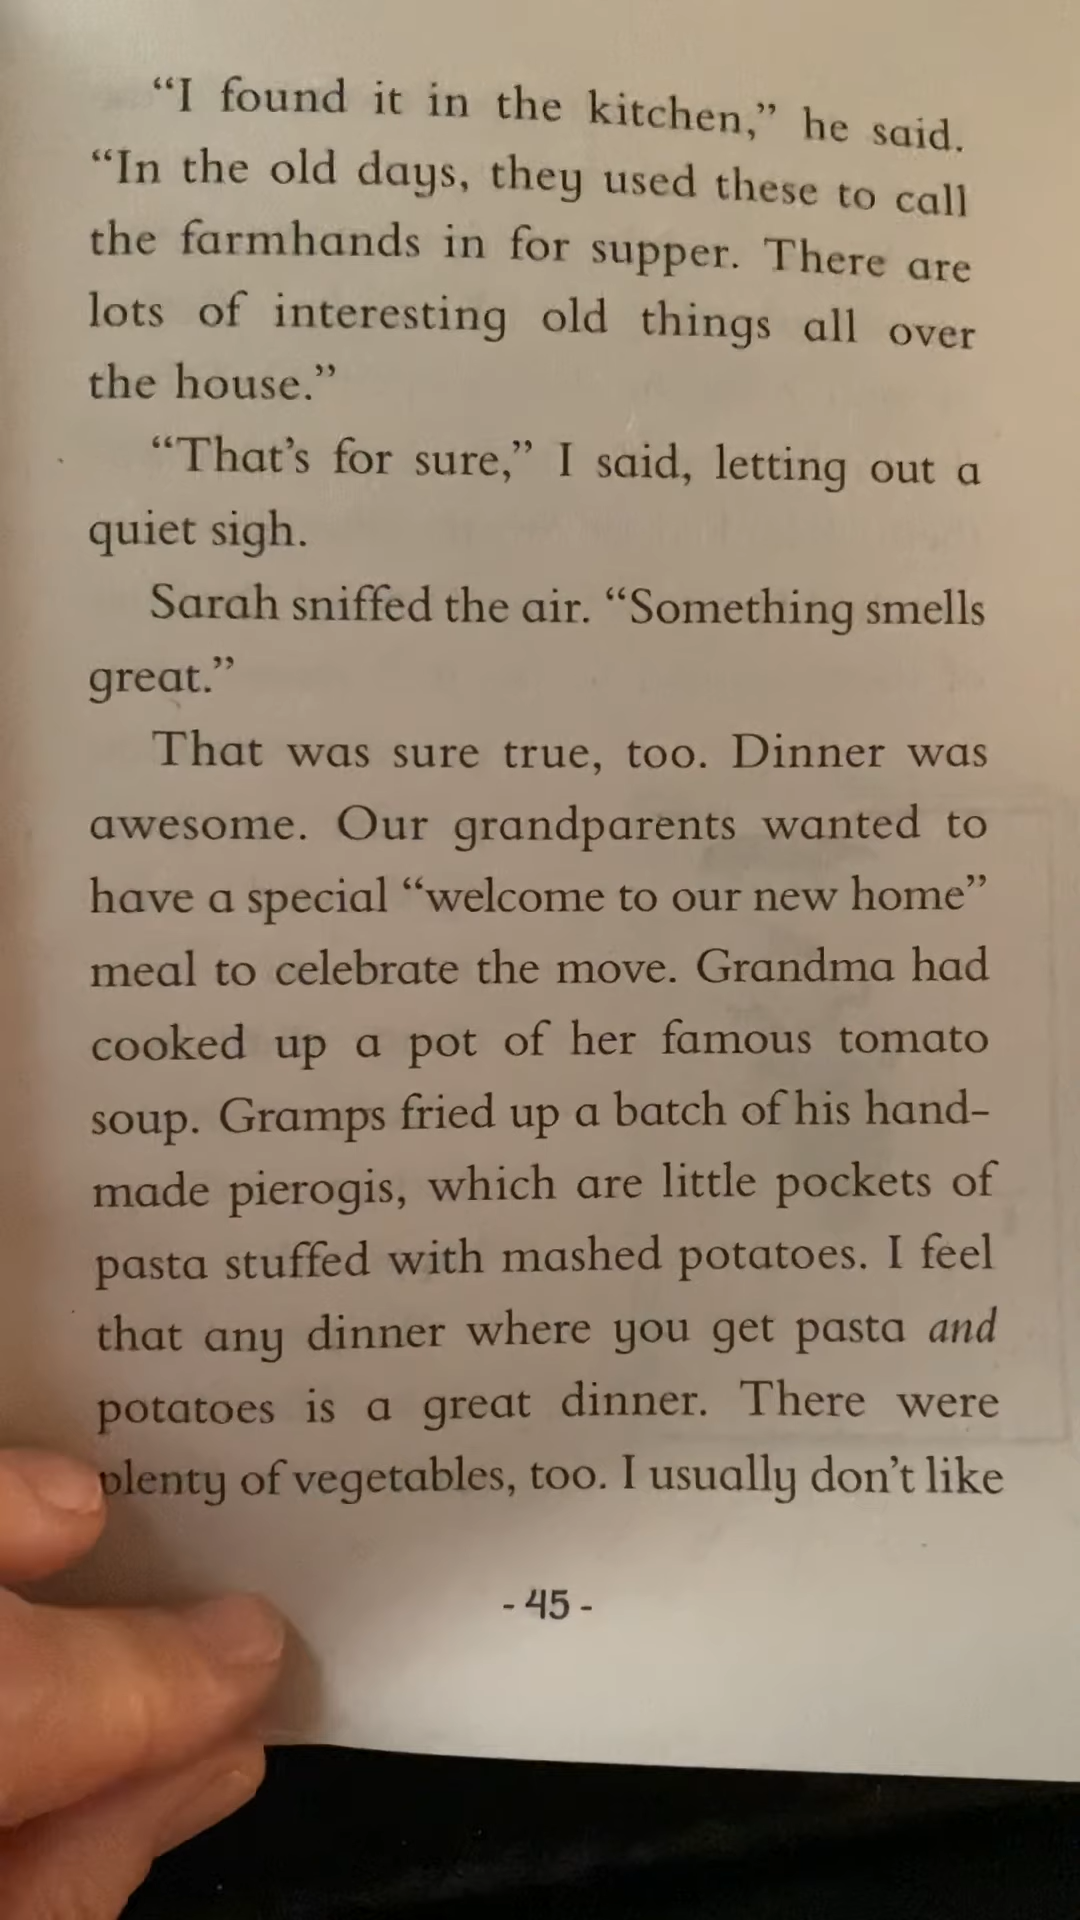 “I found it in the kitchen,” he said.
“In the old days, they used these to call
the farmhands in for supper. There are
lots of interesting old things all over
the house.”
“That’s for sure,” I said, letting out a
quiet sigh.
Sarah sniffed the air. “Something smells
great.”
That was sure true, too. Dinner was
awesome. Our grandparents wanted to
have a special “welcome to our new home”
meal to celebrate the move. Grandma had
cooked up a pot of her famous tomato
soup. Gramps fried up a batch of his hand-
made pierogis, which are little pockets of
pasta stuffed with mashed potatoes. I feel
that any dinner where you get pasta and
potatoes is a great dinner. There were
plenty of vegetables, too. I usually don’t like
- 45 -